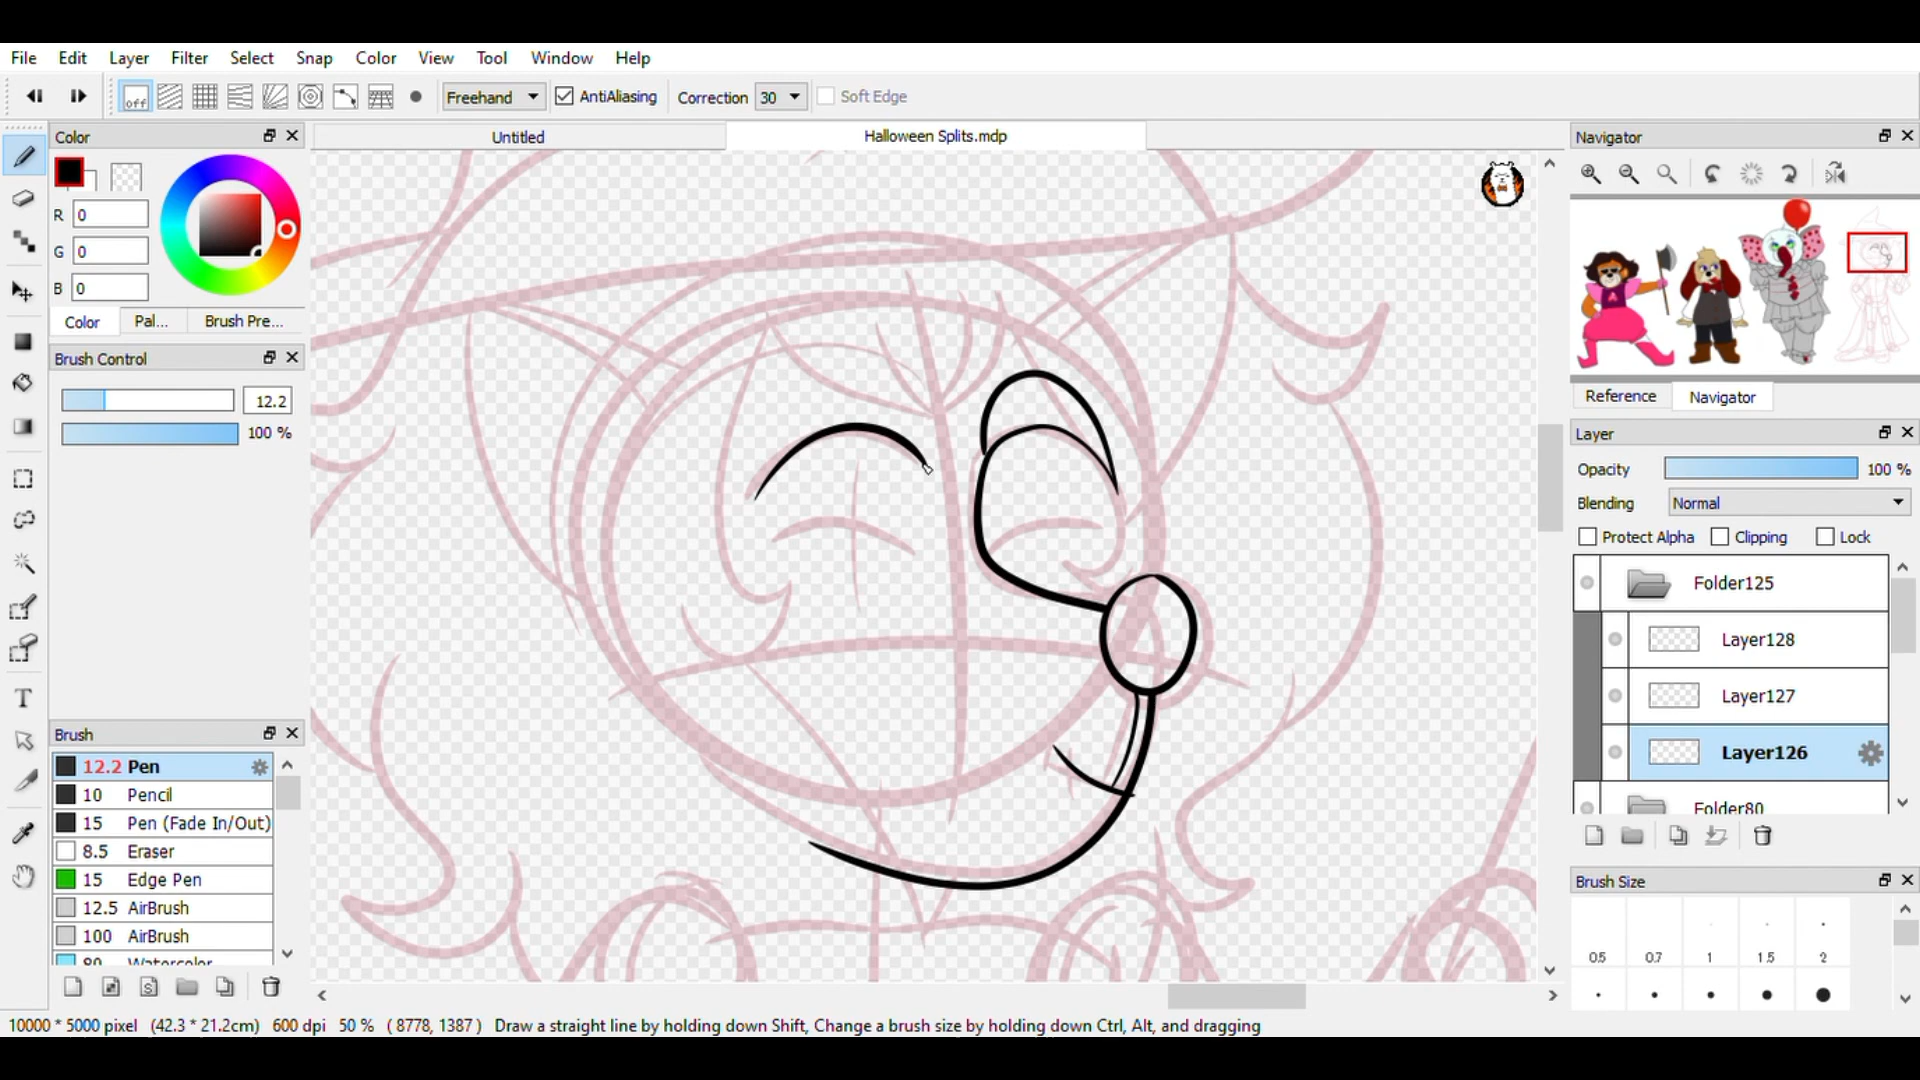 File Edit Layer Filter Select Snap Color View Tool Window Help
off Freehand AntiAliasing Correction 30 Soft Edge
Color
R 0
G 0
B 0
Color Pal... Brush Pre...
Brush Control
12.2
100 %
Brush
12.2 Pen
10 Pencil
15 Pen (Fade In/Out)
8.5 Eraser
15 Edge Pen
12.5 AirBrush
100 AirBrush
80 Watercolor
Untitled
Halloween Splits.mdp
Navigator
Reference Navigator
Layer
Opacity 100 %
Blending Normal
Protect Alpha Clipping Lock
Folder125
Layer128
Layer127
Layer126
Folder80
Brush Size
0.5 0.7 1 1.5 2
10000 * 5000 pixel (42.3 * 21.2cm) 600 dpi 50 % ( 8778, 1387 ) Draw a straight line by holding down Shift, Change a brush size by holding down Ctrl, Alt, and dragging